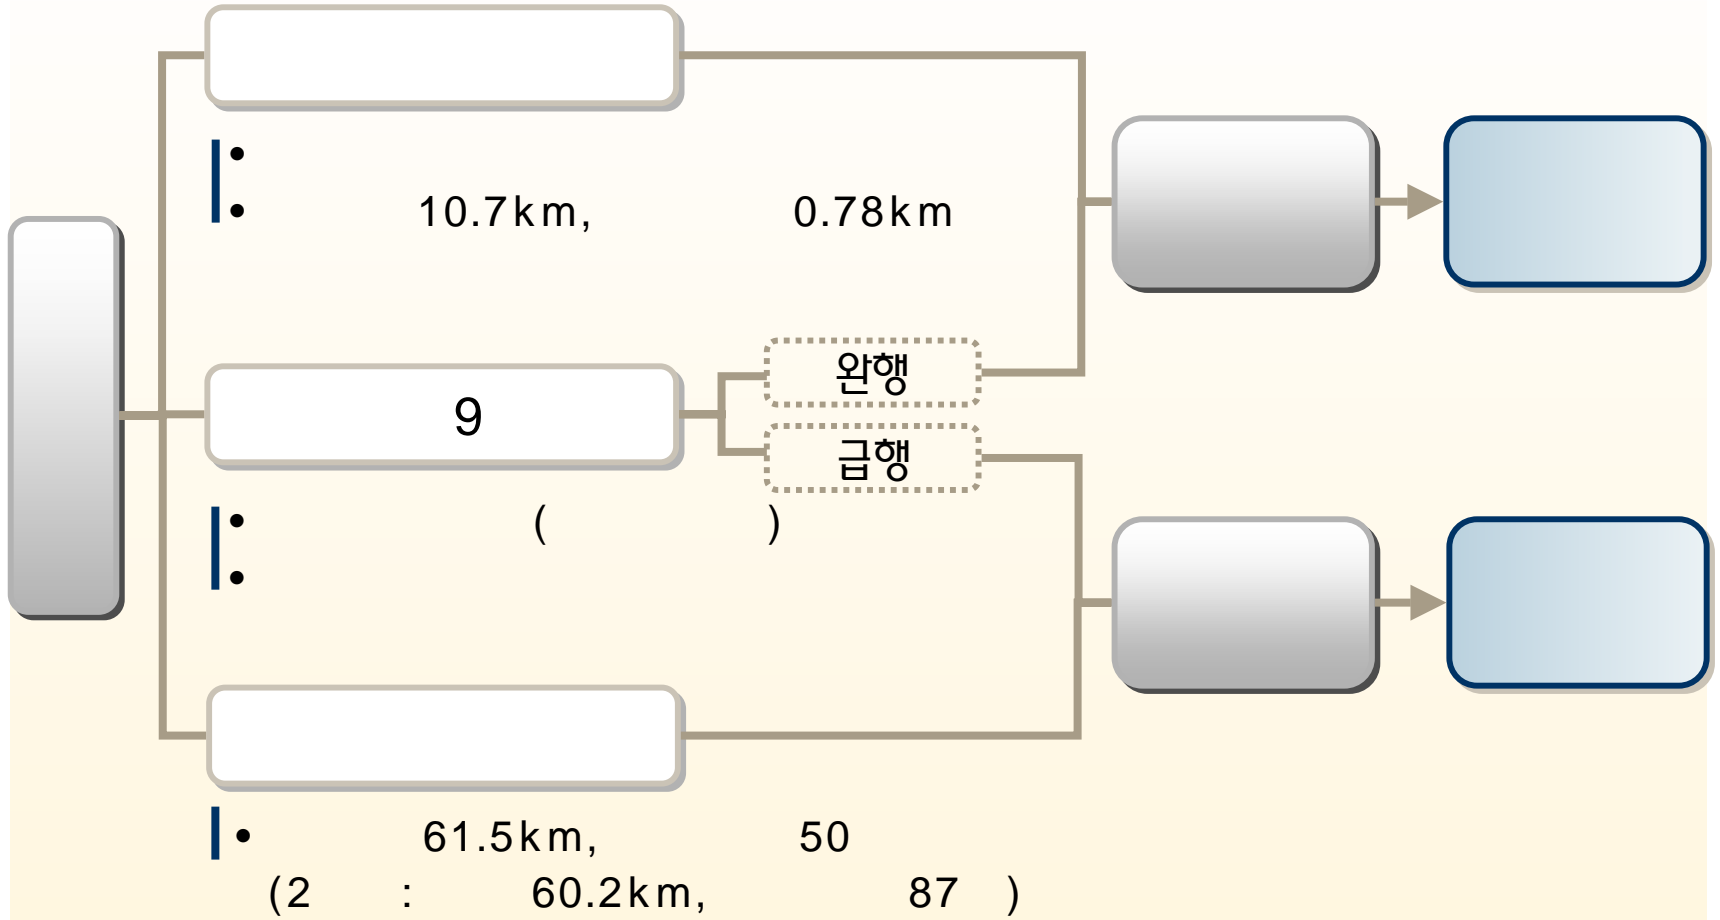 • 
• 10.7km, 0.78km
완행
9
급행
• ( )
• 
• 61.5km, 50
(2 : 60.2km, 87 )